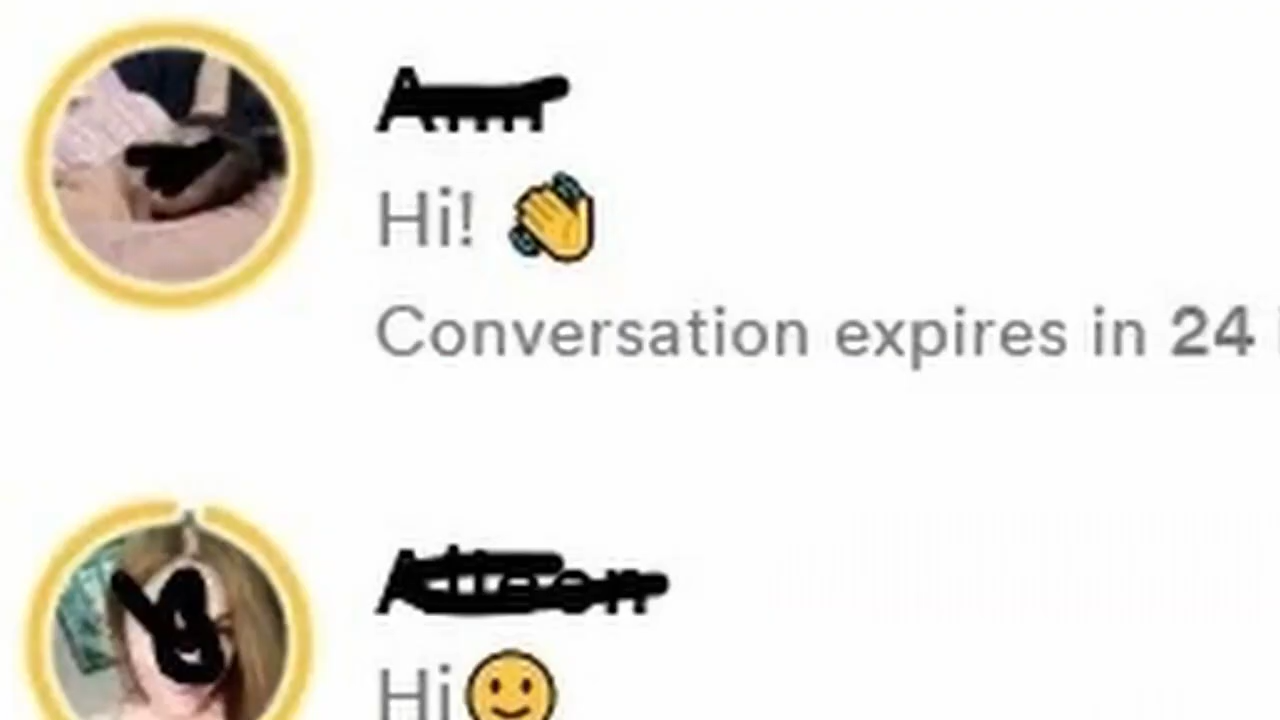 Hi! 👋
Conversation expires in 24
Hi🙂